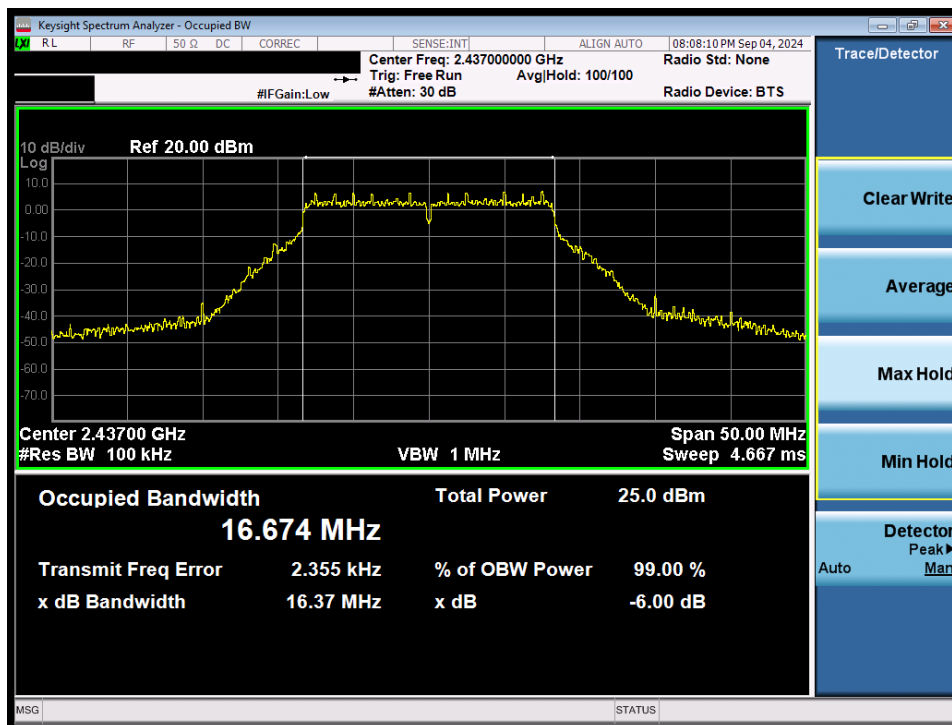 Keysight Spectrum Analyzer - Occupied BW
LXI RL RF 50 Ω DC CORREC SENSE:INT ALIGN AUTO 08:08:10 PM Sep 04, 2024
Center Freq: 2.437000000 GHz Radio Std: None
Trig: Free Run Avg|Hold: 100/100
#IFGain:Low #Atten: 30 dB Radio Device: BTS
10 dB/div Ref 20.00 dBm
Log
10.0
0.00
-10.0
-20.0
-30.0
-40.0
-50.0
-60.0
-70.0
Center 2.43700 GHz Span 50.00 MHz
#Res BW 100 kHz VBW 1 MHz Sweep 4.667 ms
Occupied Bandwidth Total Power 25.0 dBm
16.674 MHz
Transmit Freq Error 2.355 kHz % of OBW Power 99.00 %
x dB Bandwidth 16.37 MHz x dB -6.00 dB
MSG STATUS
Trace/Detector
Clear Write
Average
Max Hold
Min Hold
Detector
Peak▶
Auto Man